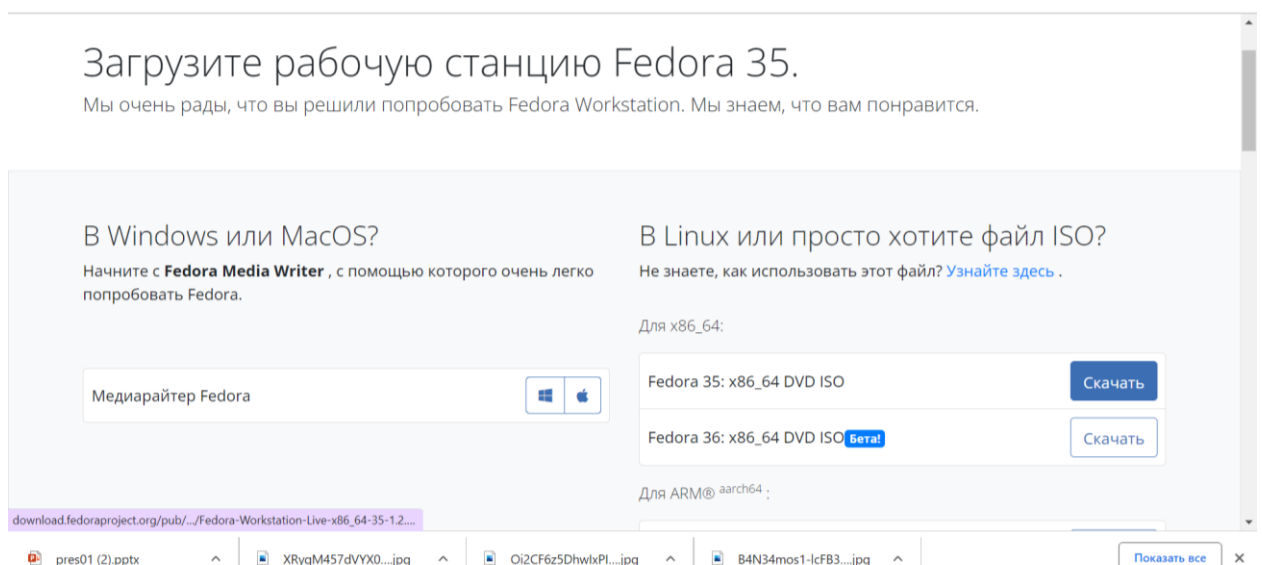 Загрузите рабочую станцию Fedora 35.
Мы очень рады, что вы решили попробовать Fedora Workstation. Мы знаем, что вам понравится.
В Windows или MacOS?
Начните с Fedora Media Writer , с помощью которого очень легко
попробовать Fedora.
Медиарайтер Fedora
В Linux или просто хотите файл ISO?
Не знаете, как использовать этот файл? Узнайте здесь .
Для x86_64:
Fedora 35: x86_64 DVD ISO
Скачать
Fedora 36: x86_64 DVD ISO Бета!
Скачать
Для ARM® aarch64 :
download.fedoraproject.org/pub/.../Fedora-Workstation-Live-x86_64-35-1.2....
pres01 (2).pptx
XRvgM457dVYX0....jpg
Oi2CF6z5DhwIxPI....jpg
B4N34mos1-lcFB3....jpg
Показать все